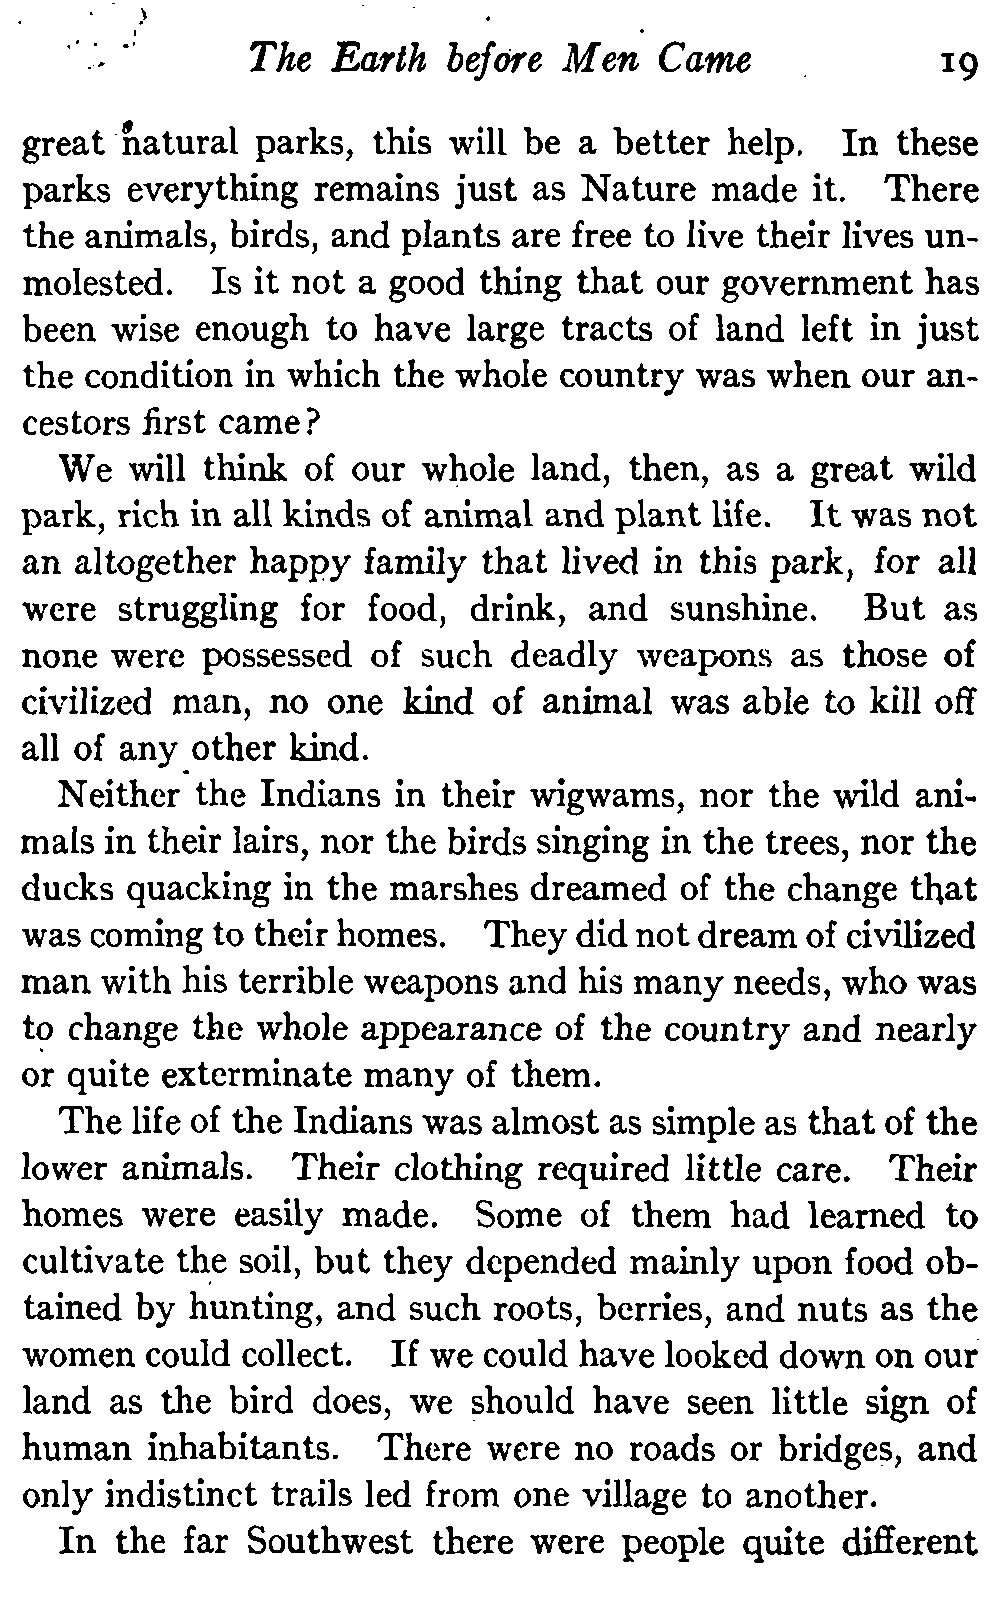 The Earth before Men Came 19
great natural parks, this will be a better help. In these
parks everything remains just as Nature made it. There
the animals, birds, and plants are free to live their lives un-
molested. Is it not a good thing that our government has
been wise enough to have large tracts of land left in just
the condition in which the whole country was when our an-
cestors first came?
We will think of our whole land, then, as a great wild
park, rich in all kinds of animal and plant life. It was not
an altogether happy family that lived in this park, for all
were struggling for food, drink, and sunshine. But as
none were possessed of such deadly weapons as those of
civilized man, no one kind of animal was able to kill off
all of any other kind.
Neither the Indians in their wigwams, nor the wild ani-
mals in their lairs, nor the birds singing in the trees, nor the
ducks quacking in the marshes dreamed of the change that
was coming to their homes. They did not dream of civilized
man with his terrible weapons and his many needs, who was
to change the whole appearance of the country and nearly
or quite exterminate many of them.
The life of the Indians was almost as simple as that of the
lower animals. Their clothing required little care. Their
homes were easily made. Some of them had learned to
cultivate the soil, but they depended mainly upon food ob-
tained by hunting, and such roots, berries, and nuts as the
women could collect. If we could have looked down on our
land as the bird does, we should have seen little sign of
human inhabitants. There were no roads or bridges, and
only indistinct trails led from one village to another.
In the far Southwest there were people quite different